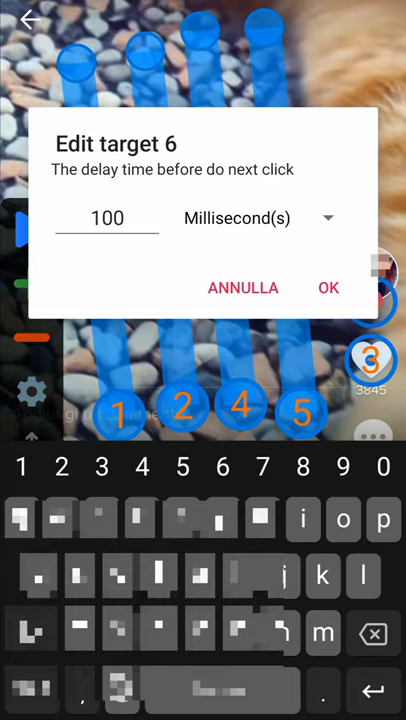 Edit target 6
The delay time before do next click
100 Millisecond(s)
ANNULLA OK
3
3845
1 2 4 5
1 2 3 4 5 6 7 8 9 0
i o p
j k l
m
, .